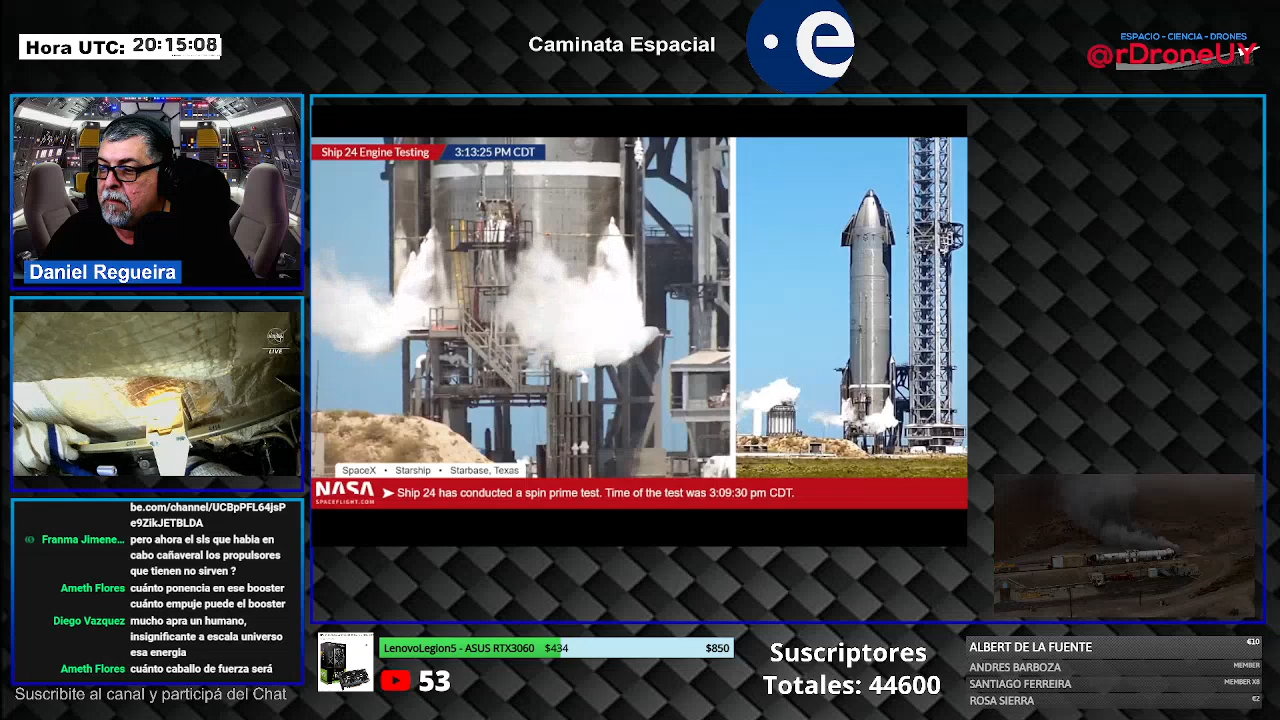 Hora UTC: 20:15:08
Caminata Espacial
e
ESPACIO - CIENCIA - DRONES
@rDroneUY
Daniel Regueira
Ship 24 Engine Testing 3:13:25 PM CDT
SpaceX • Starship • Starbase, Texas
NASA
SPACEFLIGHT.COM
Ship 24 has conducted a spin prime test. Time of the test was 3:09:30 pm CDT.
LIVE
be.com/channel/UCBpPFL64jsP
e9ZikJETBLDA
Franma Jimene... pero ahora el sls que habla en
cabo cañaveral los propulsores
que tienen no sirven ?
Ameth Flores cuánto ponencia en ese booster
cuánto empuje puede el booster
Diego Vazquez mucho apra un humano,
insignificante a escala universo
esa energia
Ameth Flores cuánto caballo de fuerza será
Suscribite al canal y participá del Chat
LenovoLegion5 - ASUS RTX3060 $434 $850
53
Suscriptores
Totales: 44600
ALBERT DE LA FUENTE €10
ANDRES BARBOZA MEMBER
SANTIAGO FERREIRA MEMBER X8
ROSA SIERRA €2